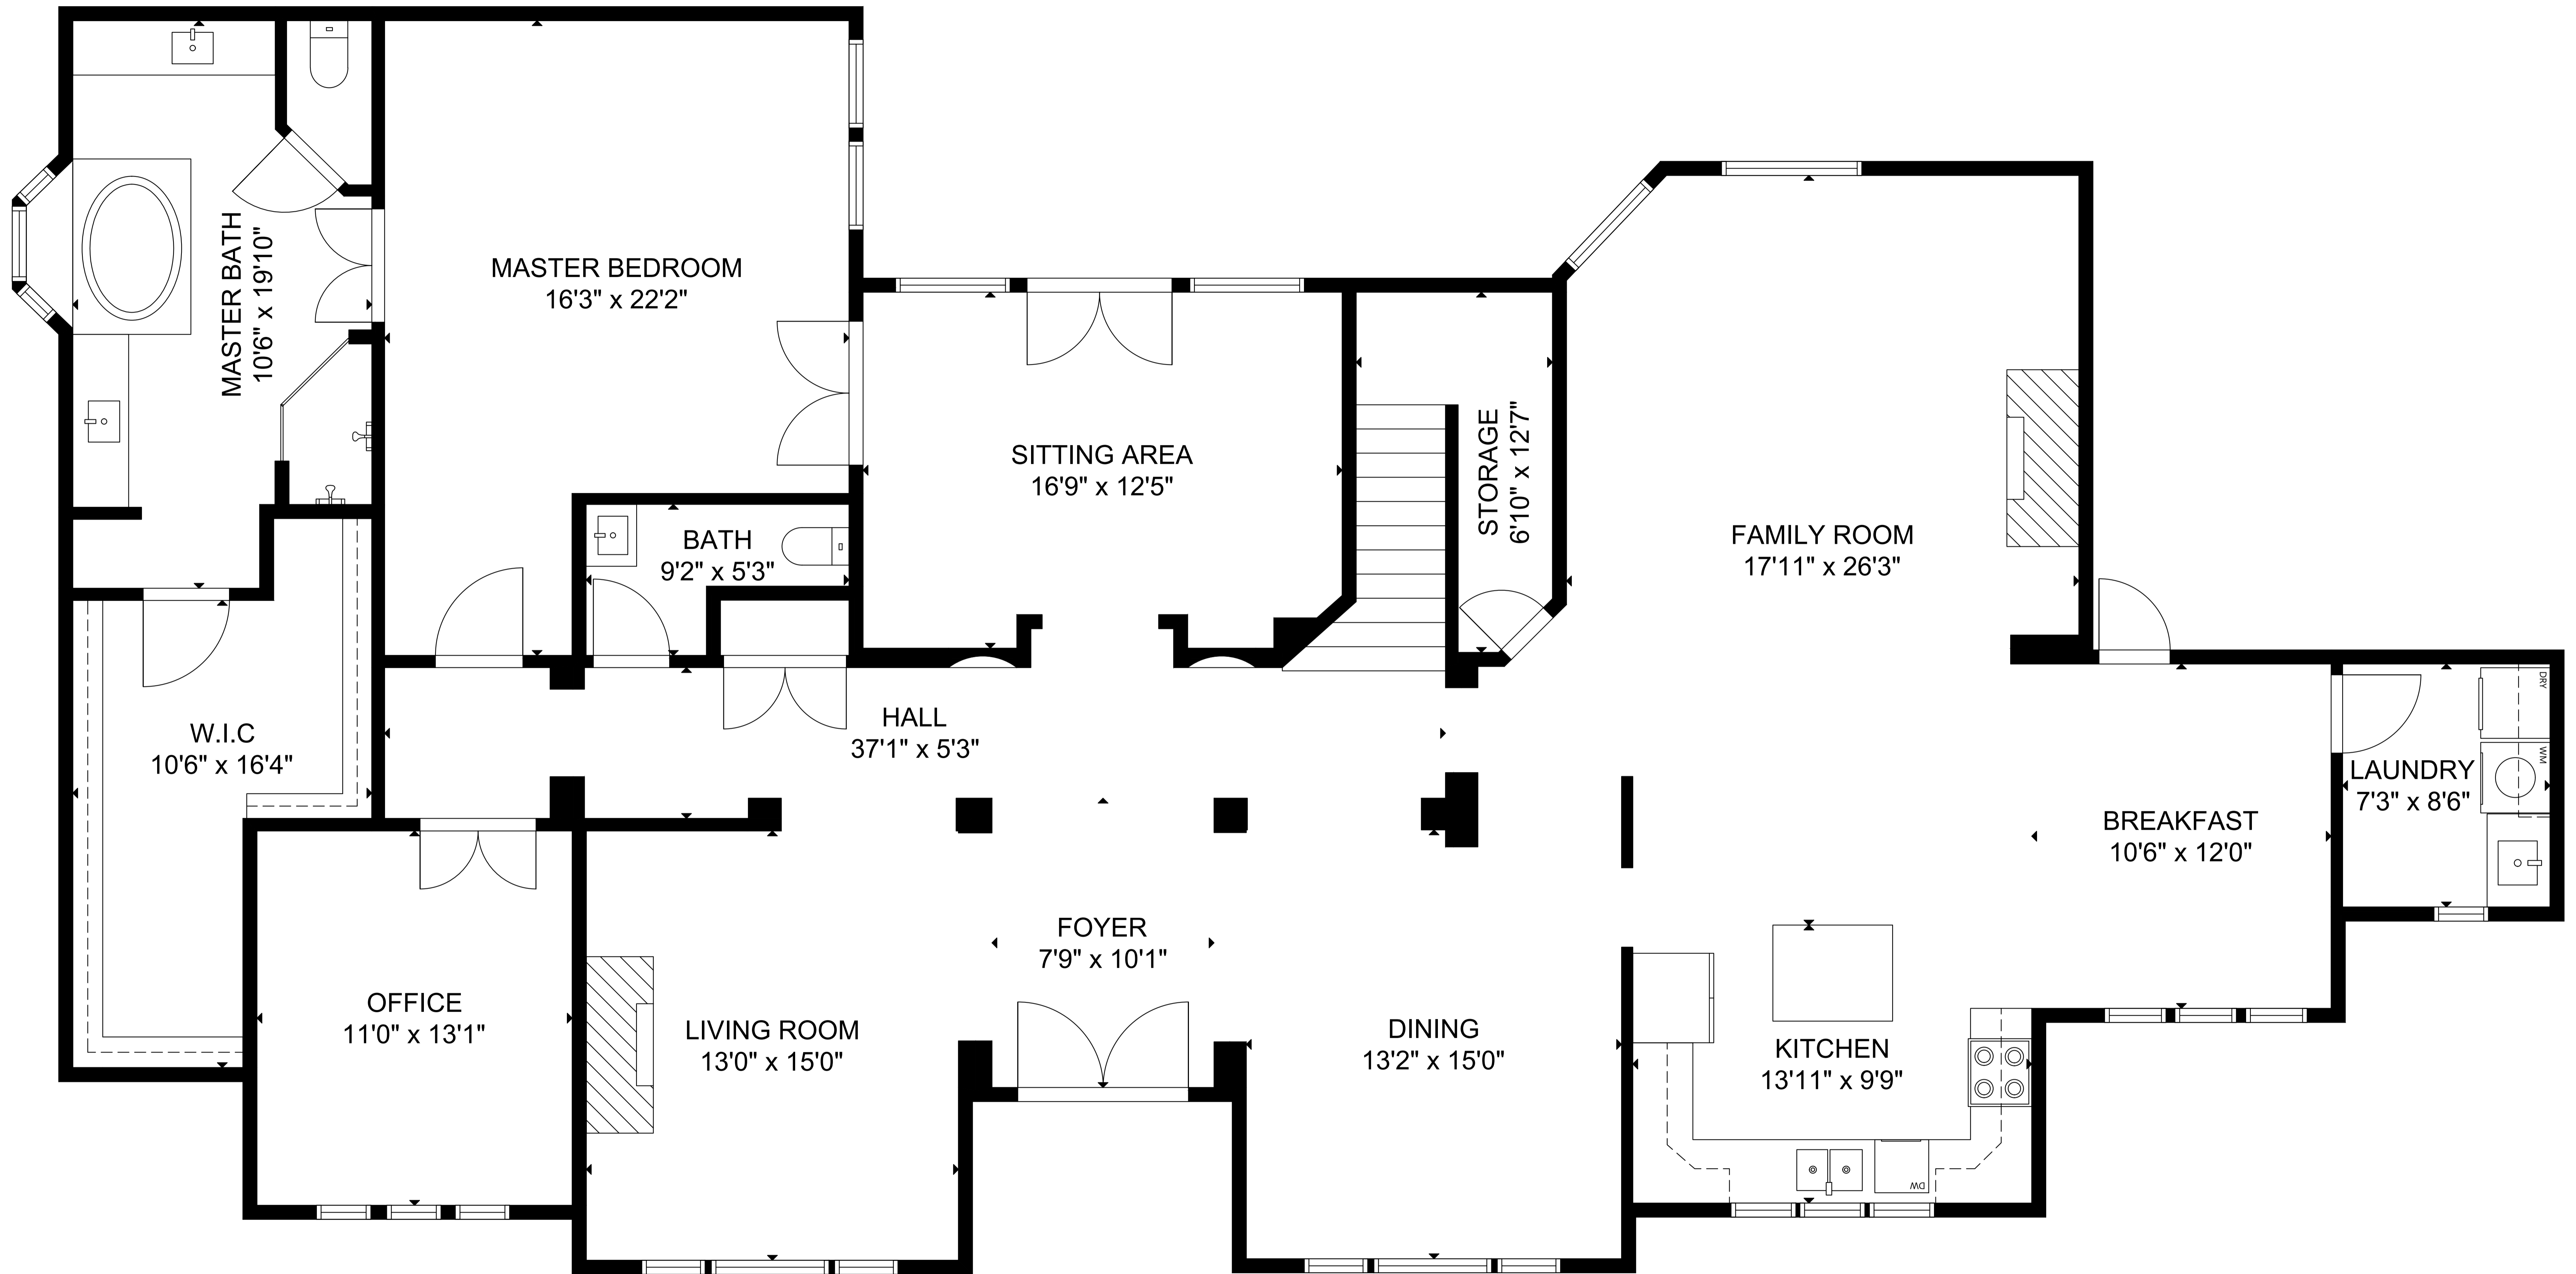 MASTER BATH
10'6" x 19'10"
MASTER BEDROOM
16'3" x 22'2"
SITTING AREA
16'9" x 12'5"
STORAGE
6'10" x 12'7"
FAMILY ROOM
17'11" x 26'3"
BATH
9'2" x 5'3"
W.I.C
10'6" x 16'4"
HALL
37'1" x 5'3"
DRY
WM
LAUNDRY
7'3" x 8'6"
BREAKFAST
10'6" x 12'0"
FOYER
7'9" x 10'1"
OFFICE
11'0" x 13'1"
LIVING ROOM
13'0" x 15'0"
DINING
13'2" x 15'0"
KITCHEN
13'11" x 9'9"
DW